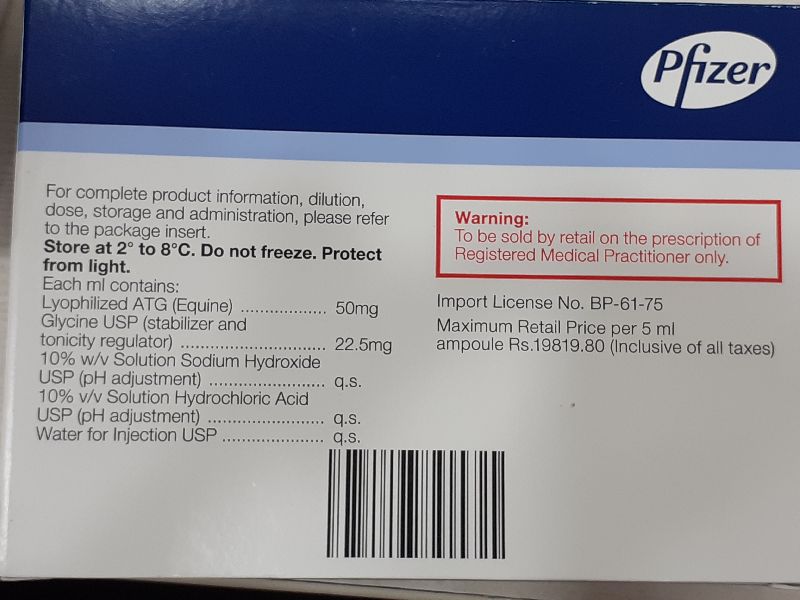 Pfizer
For complete product information, dilution,
dose, storage and administration, please refer
to the package insert.
Store at 2° to 8°C. Do not freeze. Protect
from light.
Each ml contains:
Lyophilized ATG (Equine) .................. 50mg
Glycine USP (stabilizer and
tonicity regulator) ......................... 22.5mg
10% w/v Solution Sodium Hydroxide
USP (pH adjustment) .................... q.s.
10% v/v Solution Hydrochloric Acid
USP (pH adjustment) .................... q.s.
Water for Injection USP ................. q.s.
Warning:
To be sold by retail on the prescription of
Registered Medical Practitioner only.
Import License No. BP-61-75
Maximum Retail Price per 5 ml
ampoule Rs.19819.80 (Inclusive of all taxes)